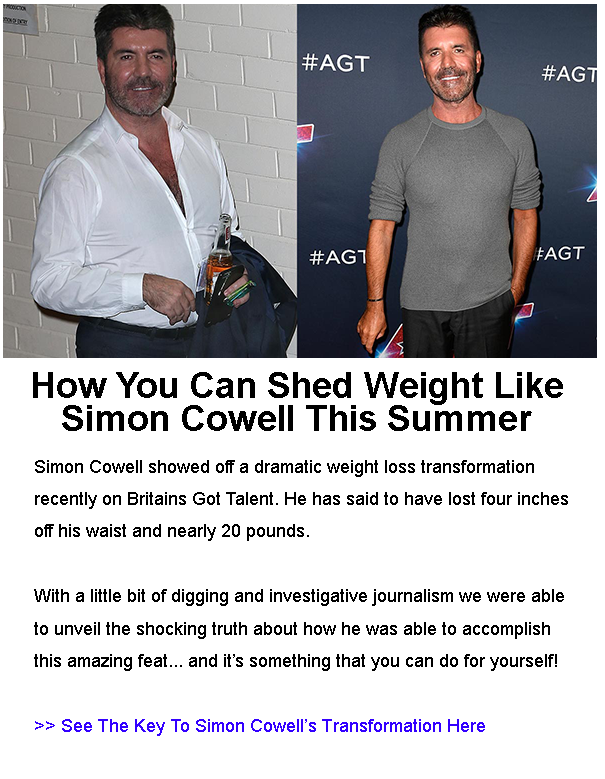 #AGT
#AGT
#AGT
#AGT
How You Can Shed Weight Like
Simon Cowell This Summer
Simon Cowell showed off a dramatic weight loss transformation
recently on Britains Got Talent. He has said to have lost four inches
off his waist and nearly 20 pounds.
With a little bit of digging and investigative journalism we were able
to unveil the shocking truth about how he was able to accomplish
this amazing feat... and it’s something that you can do for yourself!
>> See The Key To Simon Cowell’s Transformation Here